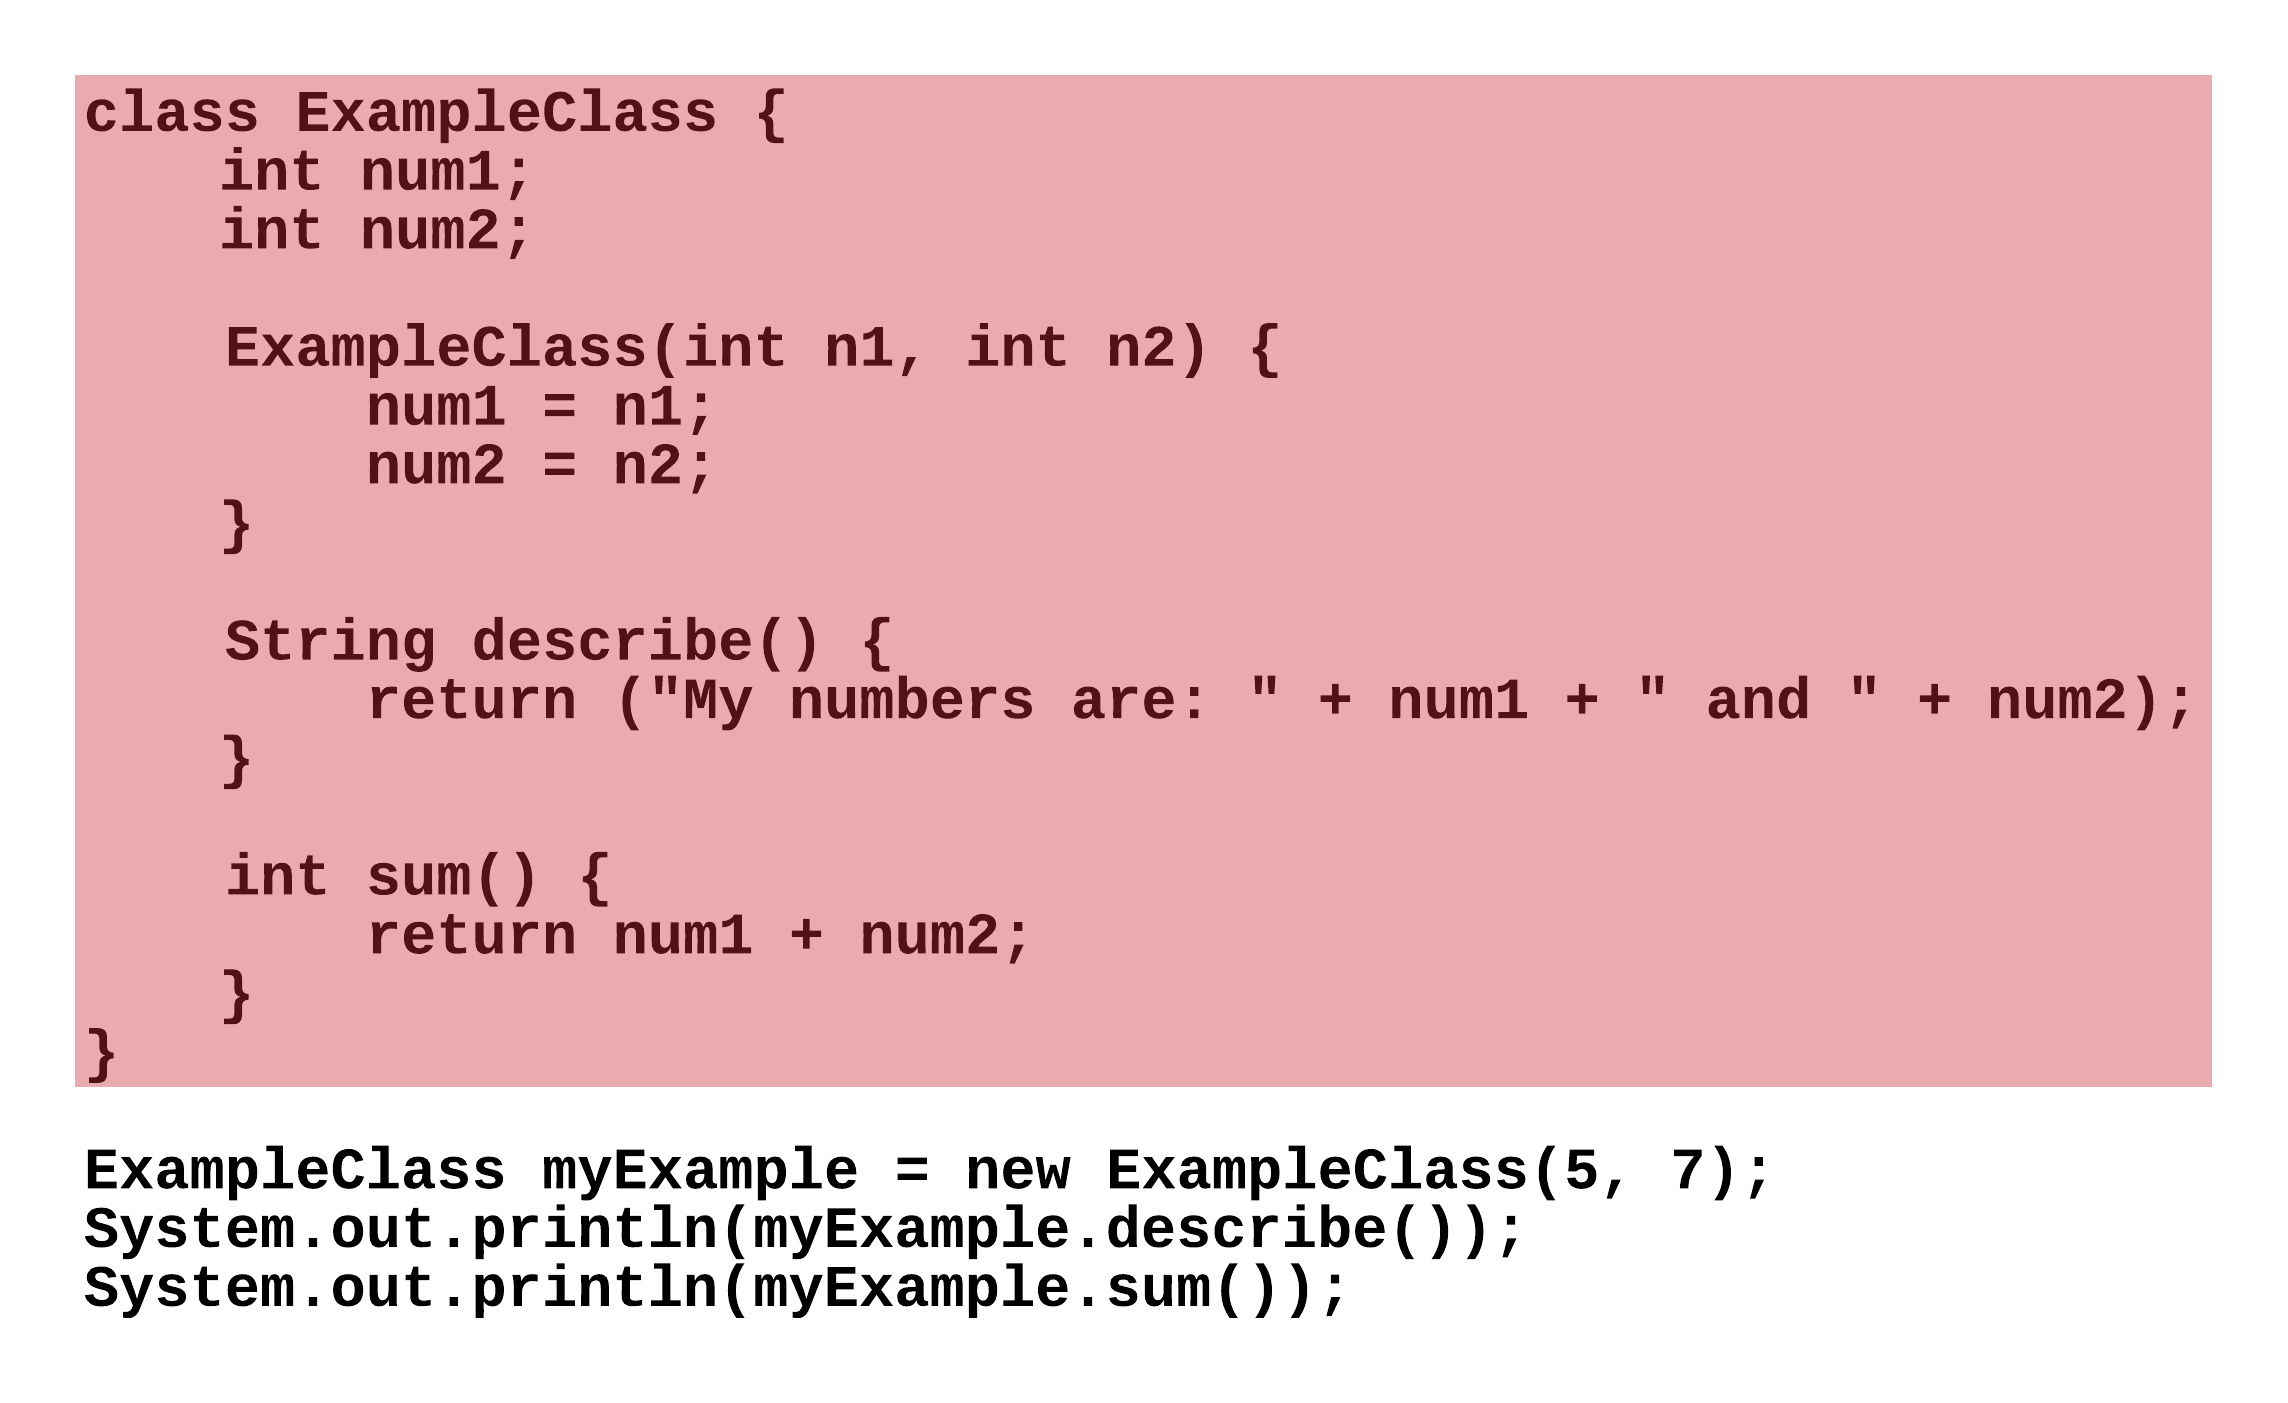 class ExampleClass {
    int num1;
    int num2;

    ExampleClass(int n1, int n2) {
        num1 = n1;
        num2 = n2;
    }

    String describe() {
        return ("My numbers are: " + num1 + " and " + num2);
    }

    int sum() {
        return num1 + num2;
    }
}

ExampleClass myExample = new ExampleClass(5, 7);
System.out.println(myExample.describe());
System.out.println(myExample.sum());